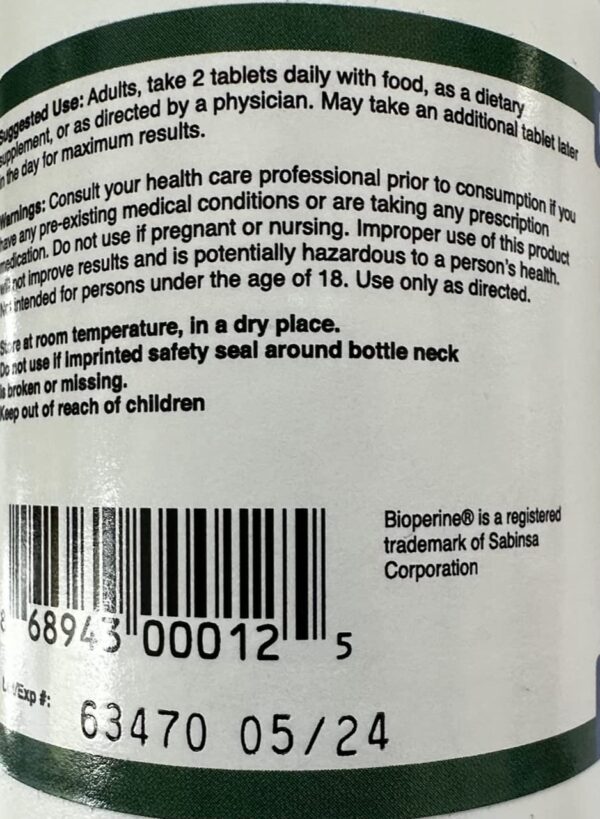 Suggested Use: Adults, take 2 tablets daily with food, as a dietary
supplement, or as directed by a physician. May take an additional tablet later
in the day for maximum results.
Warnings: Consult your health care professional prior to consumption if you
have any pre-existing medical conditions or are taking any prescription
medication. Do not use if pregnant or nursing. Improper use of this product
will not improve results and is potentially hazardous to a person's health.
Not intended for persons under the age of 18. Use only as directed.
Store at room temperature, in a dry place.
Do not use if imprinted safety seal around bottle neck
is broken or missing.
Keep out of reach of children
Bioperine® is a registered
trademark of Sabinsa
Corporation
8 68943 00012 5
Lot/Exp #:
63470 05/24